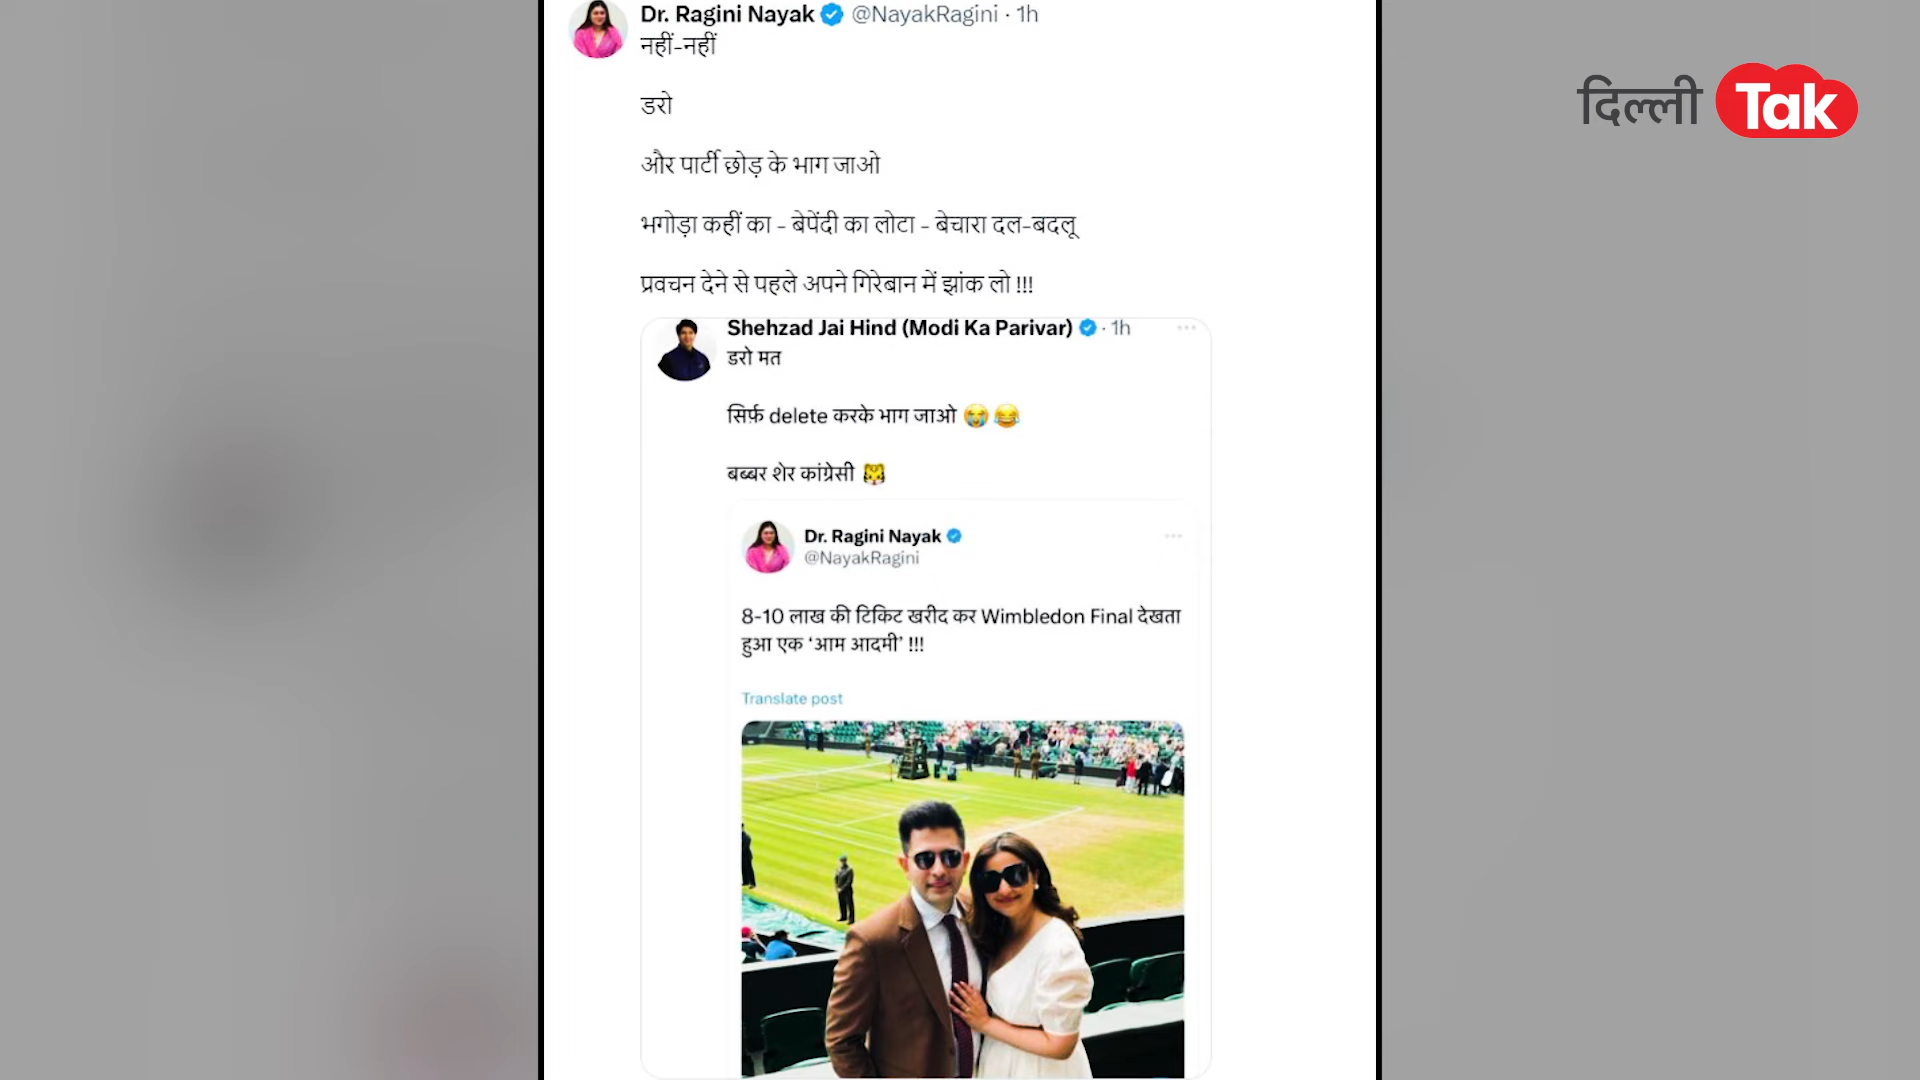 Dr. Ragini Nayak @NayakRagini · 1h
नहीं-नहीं
डरो
और पार्टी छोड़ के भाग जाओ
भगोड़ा कहीं का - बेपेंदी का लोटा - बेचारा दल-बदलू
प्रवचन देने से पहले अपने गिरेबान में झांक लो !!!
Shehzad Jai Hind (Modi Ka Parivar) · 1h
डरो मत
सिर्फ़ delete करके भाग जाओ 😭😂
बब्बर शेर कांग्रेसी 🐯
Dr. Ragini Nayak
@NayakRagini
8-10 लाख की टिकिट खरीद कर Wimbledon Final देखता
हुआ एक ‘आम आदमी’ !!!
Translate post
दिल्ली Tak